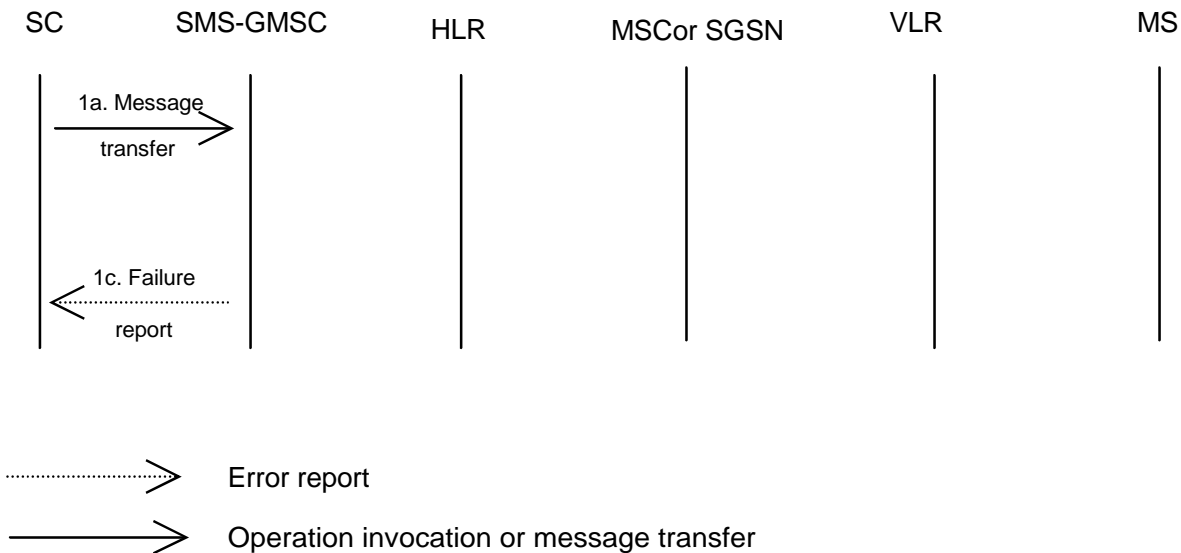 SC SMS-GMSC HLR MSCor SGSN VLR MS
1a. Message
transfer
1c. Failure
report
Error report
Operation invocation or message transfer